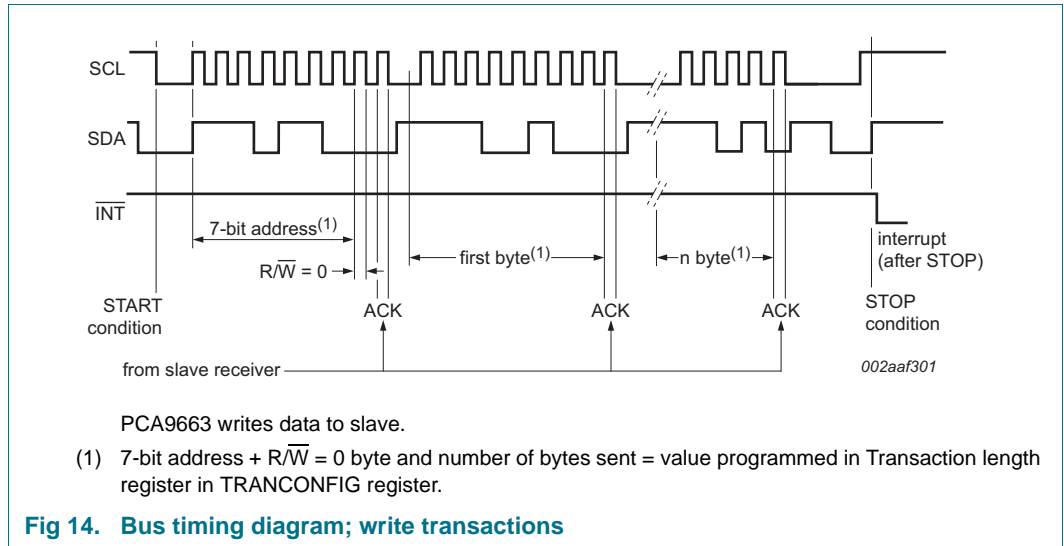 SCL
SDA
INT
7-bit address(1)
R/W = 0
first byte(1)
n byte(1)
interrupt
(after STOP)
START
condition
ACK
ACK
ACK
STOP
condition
from slave receiver
002aaf301
PCA9663 writes data to slave.
(1) 7-bit address + R/W = 0 byte and number of bytes sent = value programmed in Transaction length
register in TRANCONFIG register.
Fig 14. Bus timing diagram; write transactions